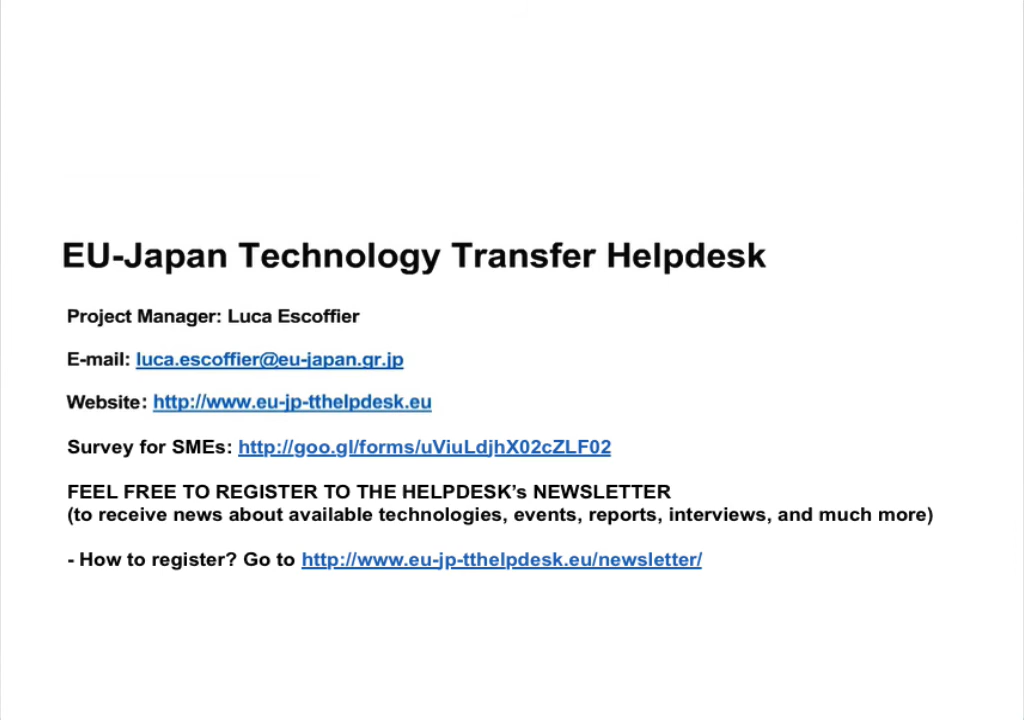 EU-Japan Technology Transfer Helpdesk
Project Manager: Luca Escoffier
E-mail: luca.escoffier@eu-japan.gr.jp
Website: http://www.eu-jp-tthelpdesk.eu
Survey for SMEs: http://goo.gl/forms/uViuLdjhX02cZLF02
FEEL FREE TO REGISTER TO THE HELPDESK’s NEWSLETTER
(to receive news about available technologies, events, reports, interviews, and much more)
- How to register? Go to http://www.eu-jp-tthelpdesk.eu/newsletter/